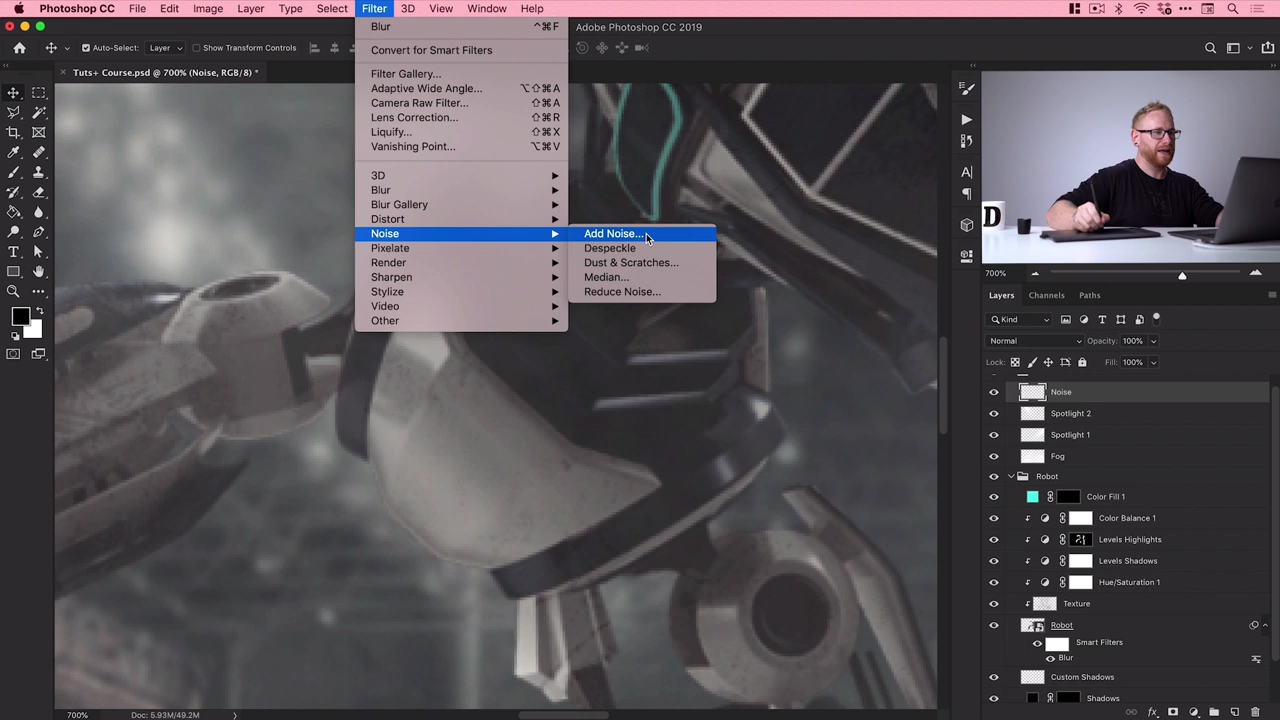 Photoshop CC File Edit Image Layer Type Select Filter 3D View Window Help
Adobe Photoshop CC 2019
Auto-Select: Layer Show Transform Controls
Tuts+ Course.psd @ 700% (Noise, RGB/8) *
Blur ^⌘F
Convert for Smart Filters
Filter Gallery...
Adaptive Wide Angle... ⌥⇧⌘A
Camera Raw Filter... ⇧⌘A
Lens Correction... ⇧⌘R
Liquify... ⇧⌘X
Vanishing Point... ⌥⌘V
3D
Blur
Blur Gallery
Distort
Noise
Pixelate
Render
Sharpen
Stylize
Video
Other
Add Noise...
Despeckle
Dust & Scratches...
Median...
Reduce Noise...
D
700%
Layers Channels Paths
Kind
Normal Opacity: 100%
Lock: Fill: 100%
Noise
Spotlight 2
Spotlight 1
Fog
Robot
Color Fill 1
Color Balance 1
Levels Highlights
Levels Shadows
Hue/Saturation 1
Texture
Robot
Smart Filters
Blur
Custom Shadows
Shadows
700% Doc: 5.93M/49.2M